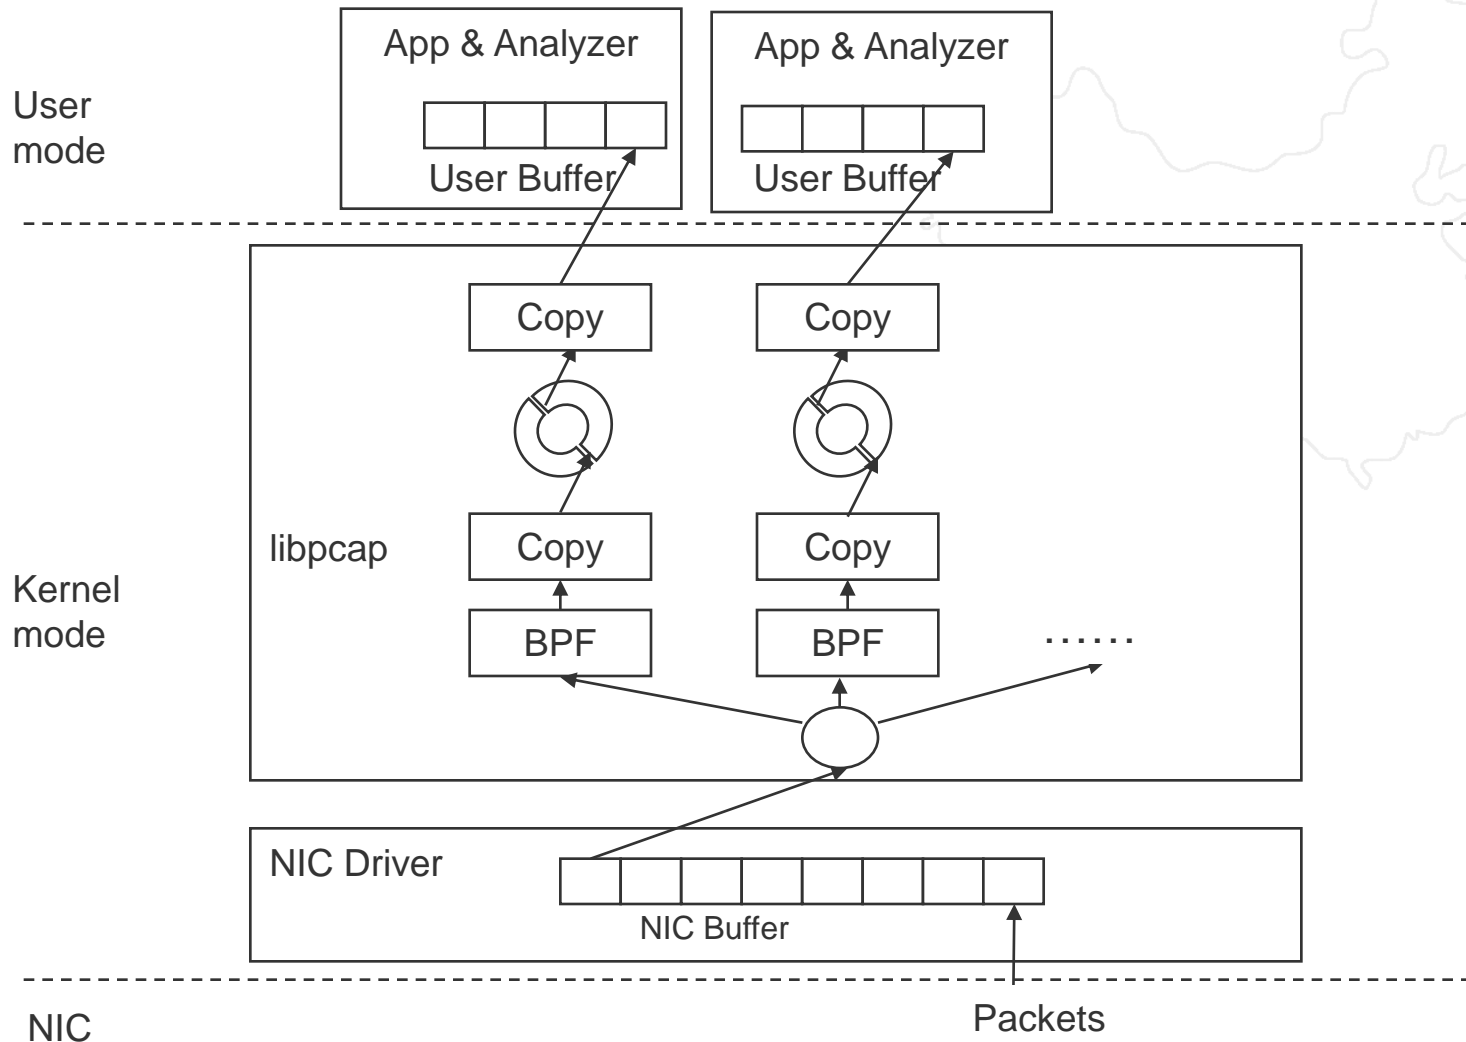 App & Analyzer
App & Analyzer
User
mode
User Buffer
User Buffer
Copy
Copy
libpcap
Copy
Copy
Kernel
mode
BPF
BPF
......
NIC Driver
NIC Buffer
Packets
NIC